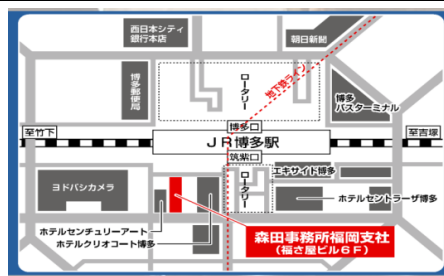 西日本シティ
銀行本店
朝日新聞
地下鉄ライン
ロータリー
博多
郵便局
博多
バスターミナル
博多口
至竹下
JR博多駅
至吉塚
筑紫口
エキサイド博多
ヨドバシカメラ
ロータリー
ホテルセントラーザ博多
ホテルセンチュリーアート
ホテルクリオコート博多
森田事務所福岡支社
(福さ屋ビル6F)